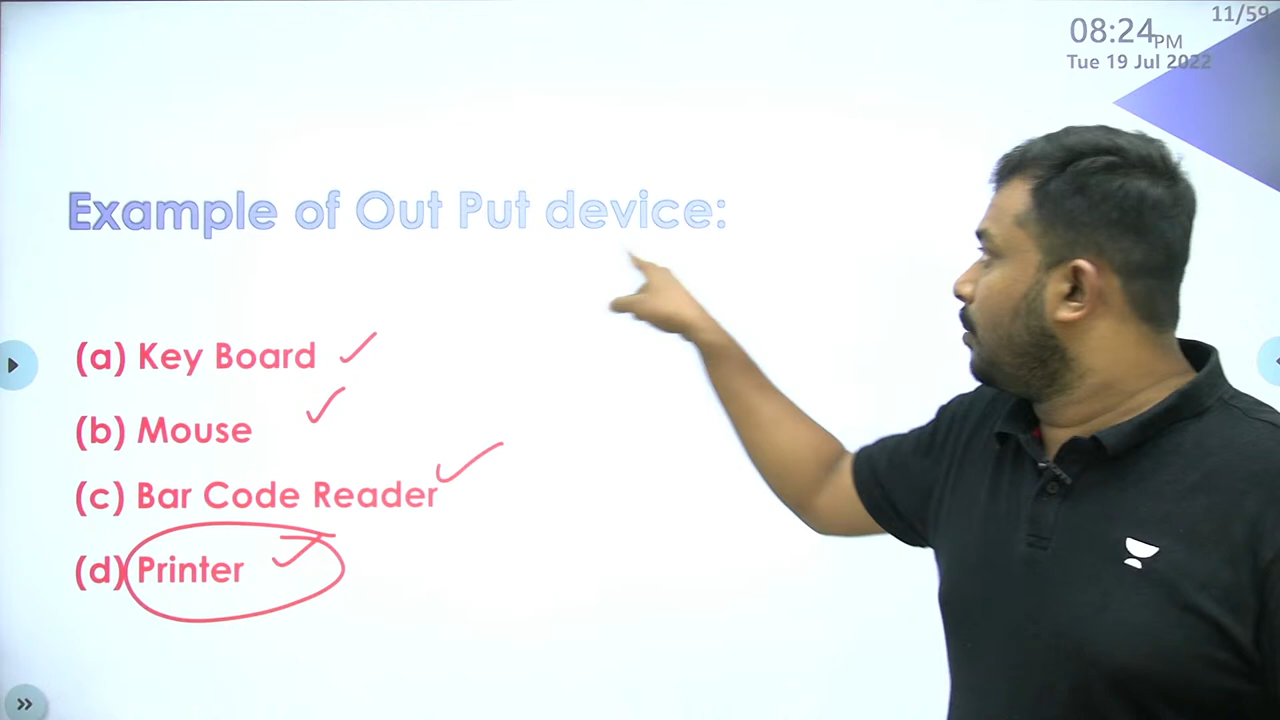 11/59
08:24PM
Tue 19 Jul 2022
Example of Out Put device:
(a) Key Board
(b) Mouse
(c) Bar Code Reader
(d) Printer